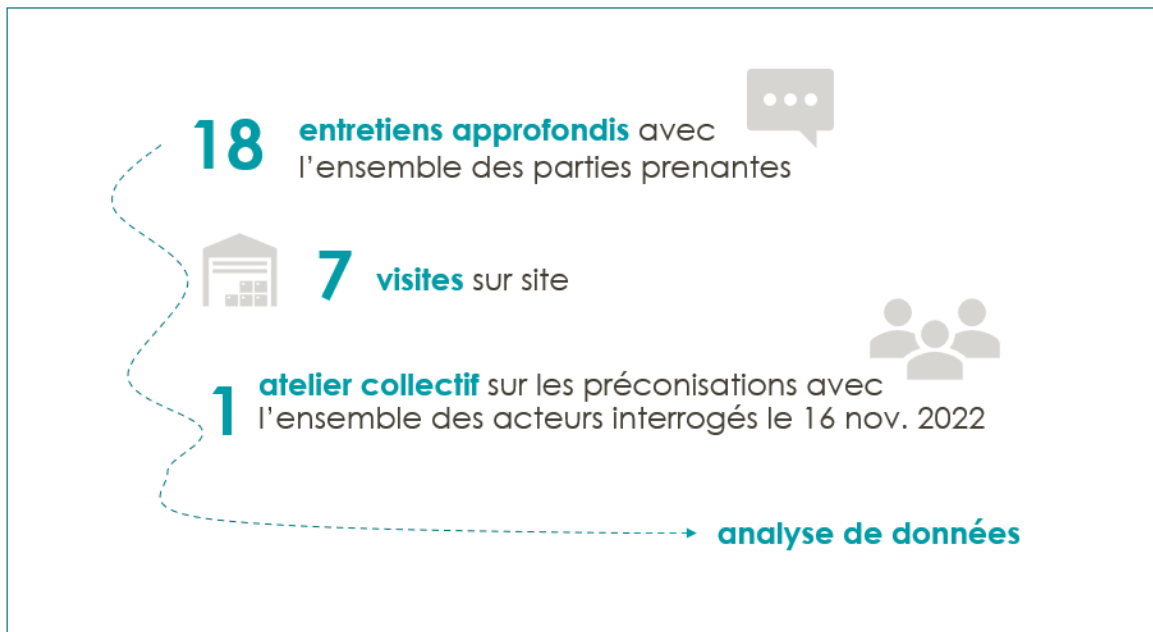 18 entretiens approfondis avec
l’ensemble des parties prenantes
7 visites sur site
1 atelier collectif sur les préconisations avec
l’ensemble des acteurs interrogés le 16 nov. 2022
analyse de données